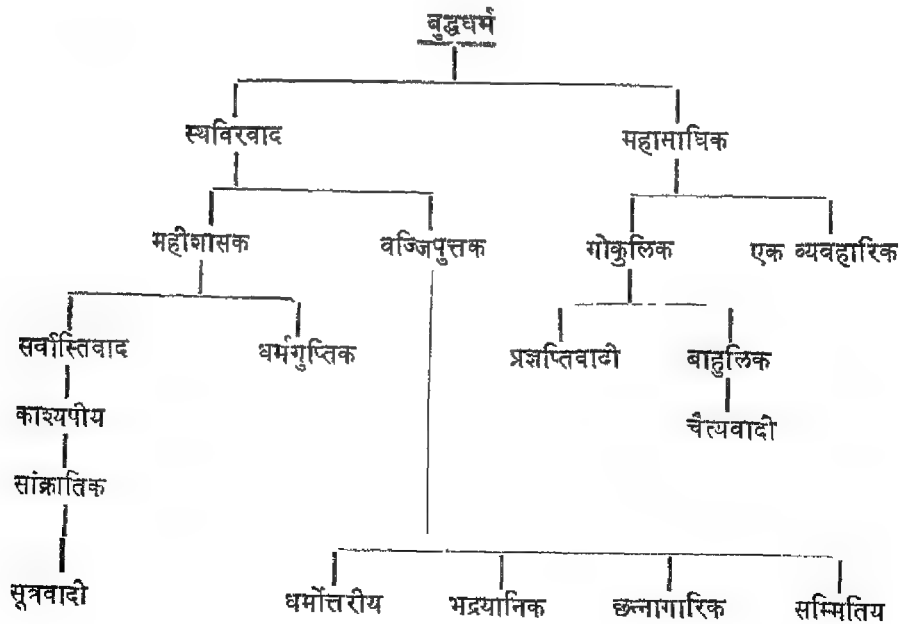 बुद्धधर्म
स्थविरवाद महामाघिक
महीशासक वज्जिपुत्तक गोकुलिक एक व्यवहारिक
सर्वास्तिवाद धर्मगुप्तिक प्रज्ञप्तिवादी बाहुलिक
काश्यपीय चैत्यवादी
सांक्रातिक
सूत्रवादी धर्मोत्तरीय भद्रयानिक छन्नागारिक सम्मितिय